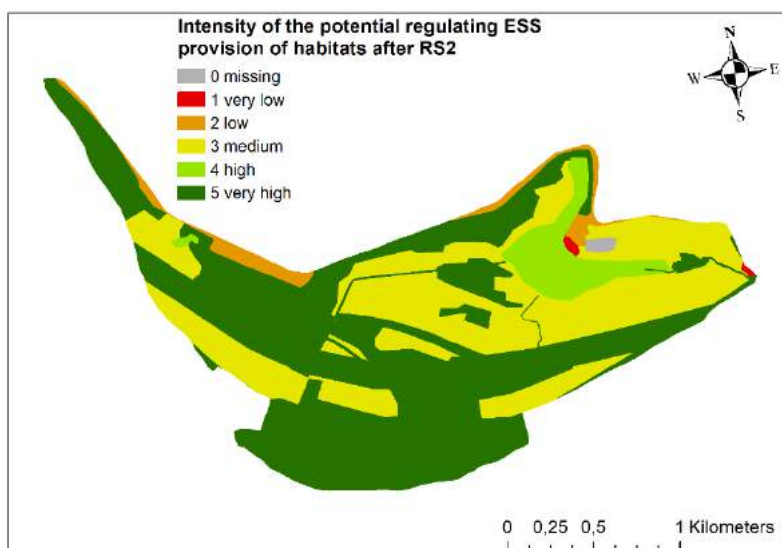 Intensity of the potential regulating ESS
provision of habitats after RS2
0 missing
1 very low
2 low
3 medium
4 high
5 very high
N
W
E
S
0 0,25 0,5 1 Kilometers